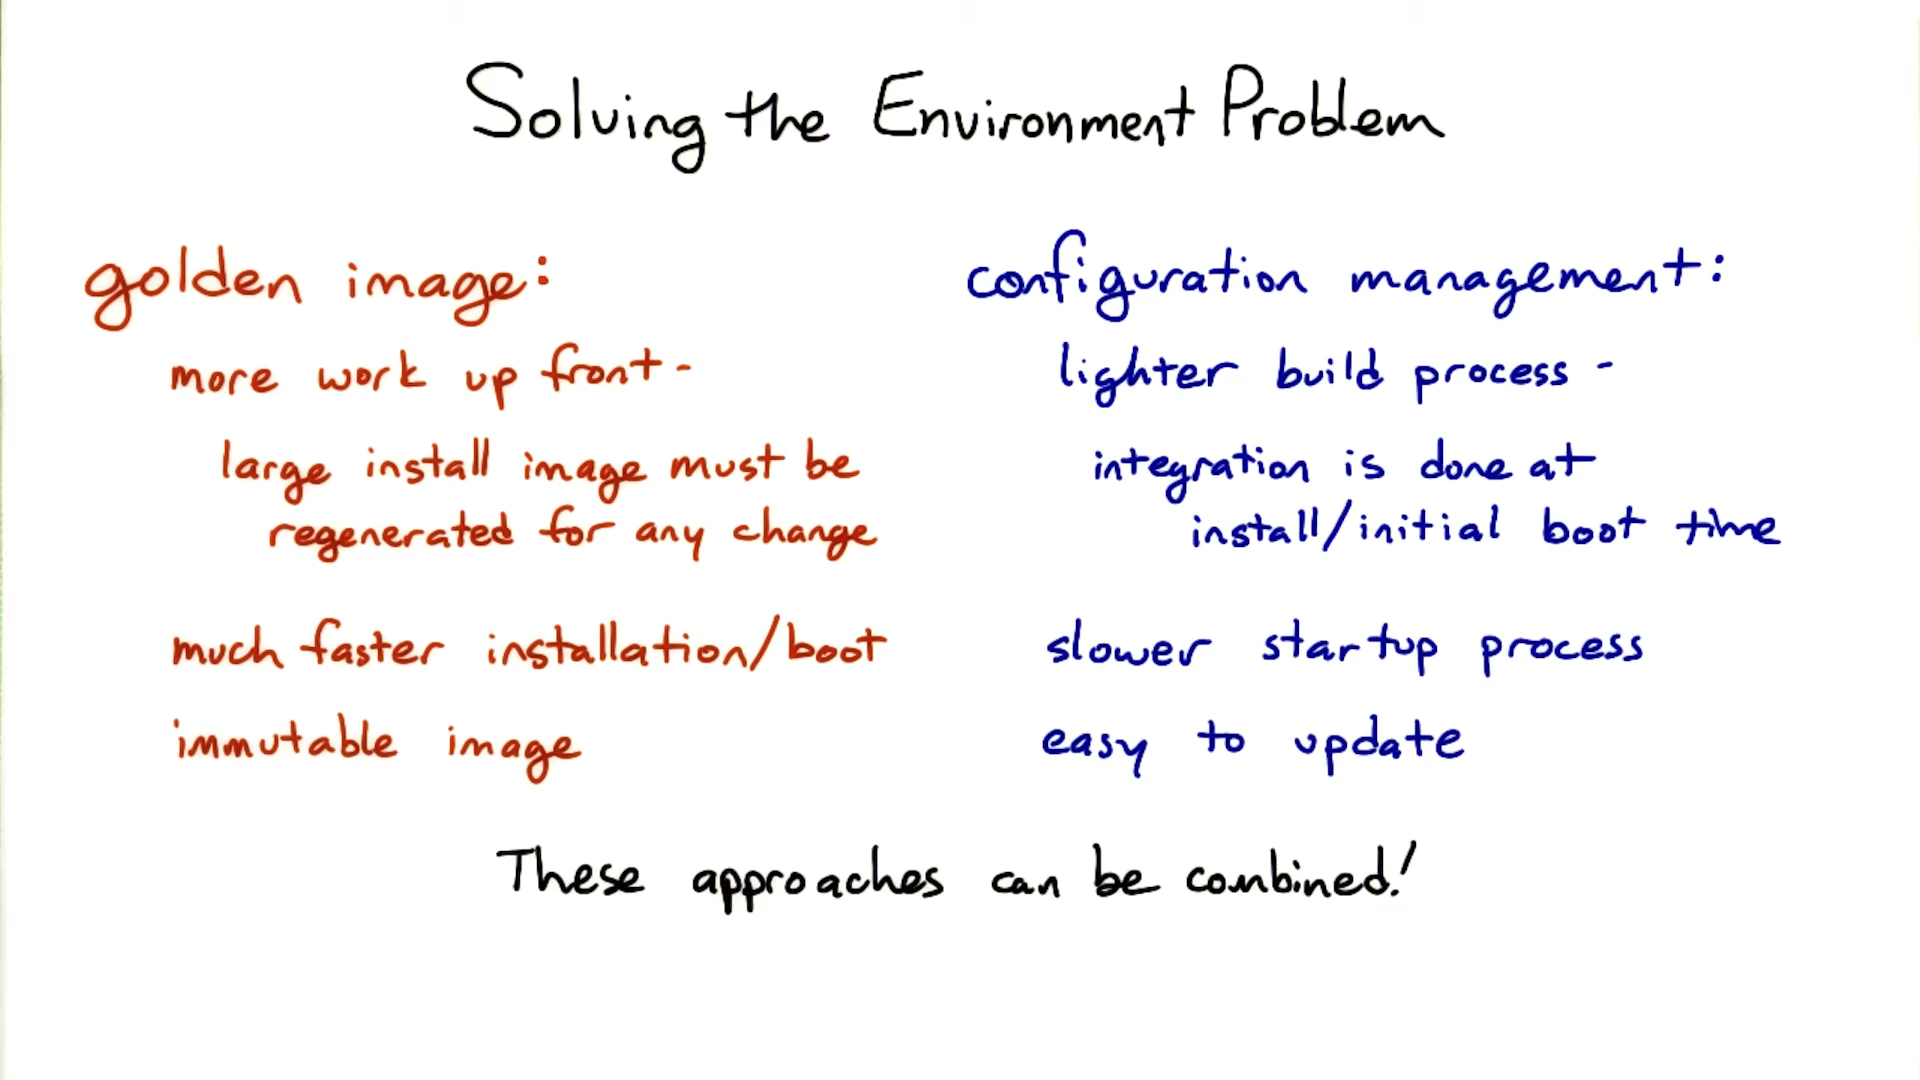 Solving the Environment Problem
golden image:
more work up front -
large install image must be
regenerated for any change
much faster installation/boot
immutable image
configuration management:
lighter build process -
integration is done at
install/initial boot time
slower startup process
easy to update
These approaches can be combined!